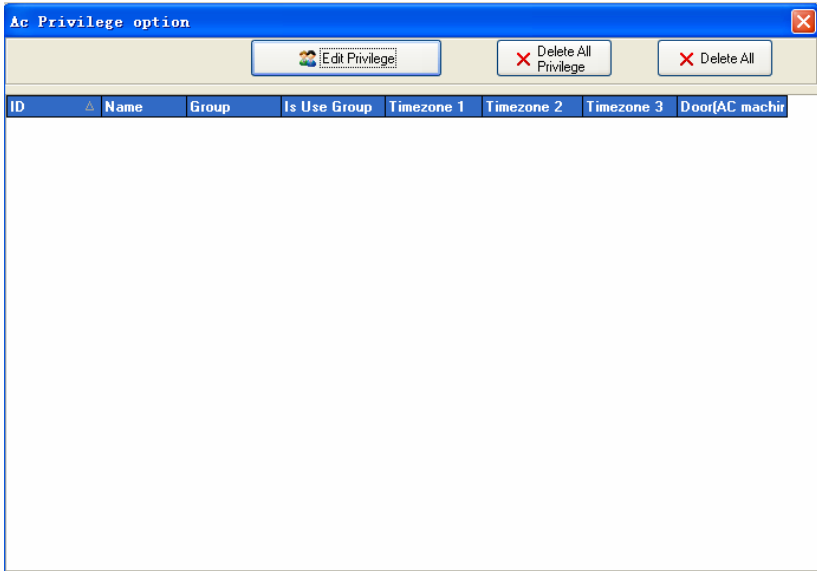 Ac Privilege option
Edit Privilege
Delete All
Privilege
Delete All
ID Name Group Is Use Group Timezone 1 Timezone 2 Timezone 3 Door(AC machin